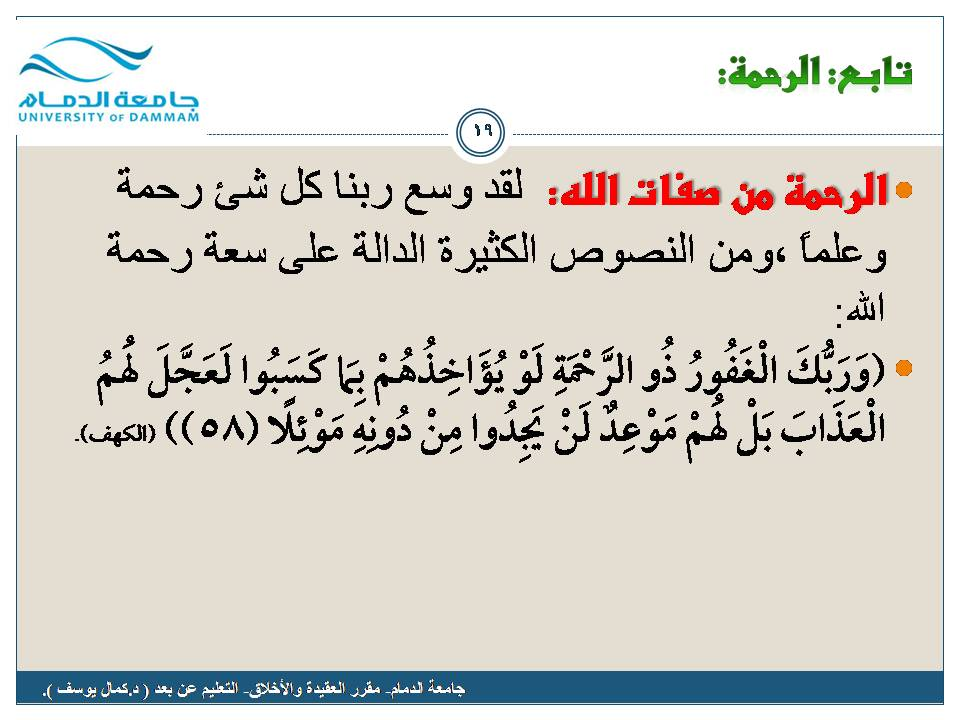 جامعة الدمام
UNIVERSITY OF DAMMAM
تابع: الرحمة:
١٩
الرحمة من صفات الله: لقد وسع ربنا كل شئ رحمة
وعلماً ،ومن النصوص الكثيرة الدالة على سعة رحمة
الله:
(وَرَبُّكَ الْغَفُورُ ذُو الرَّحْمَةِ لَوْ يُؤَاخِذُهُمْ بِمَا كَسَبُوا لَعَجَّلَ لَهُمُ
الْعَذَابَ بَلْ لَهُمْ مَوْعِدٌ لَنْ يَجِدُوا مِنْ دُونِهِ مَوْئِلًا (٥٨)) (الكهف).
جامعة الدمام- مقرر العقيدة والأخلاق- التعليم عن بعد ( د.كمال يوسف ).